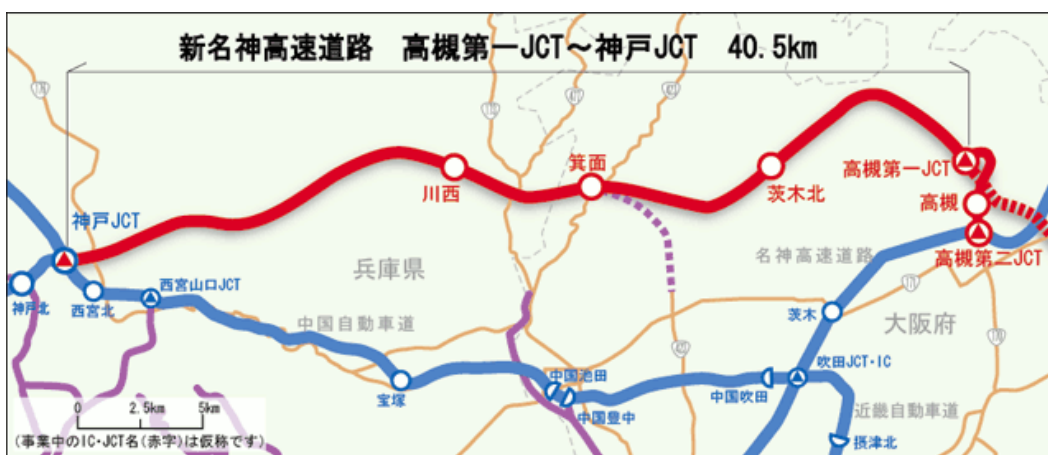 新名神高速道路 高槻第一JCT～神戸JCT 40.5km
川西
箕面
茨木北
高槻第一JCT
高槻
高槻第二JCT
神戸JCT
神戸北
西宮北
西宮山口JCT
兵庫県
中国自動車道
名神高速道路
大阪府
茨木
171
宝塚
中国池田
中国豊中
中国吹田
吹田JCT・IC
近畿自動車道
摂津北
0 2.5km 5km
(事業中のIC・JCT名(赤字)は仮称です)